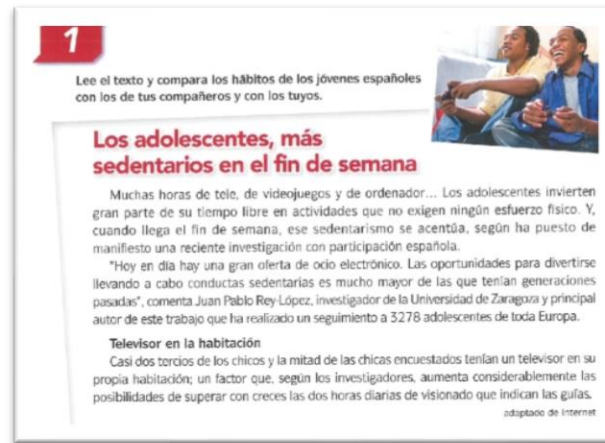 1
Lee el texto y compara los hábitos de los jóvenes españoles
con los de tus compañeros y con los tuyos.
Los adolescentes, más
sedentarios en el fin de semana
Muchas horas de tele, de videojuegos y de ordenador... Los adolescentes invierten
gran parte de su tiempo libre en actividades que no exigen ningún esfuerzo físico. Y,
cuando llega el fin de semana, ese sedentarismo se acentúa, según ha puesto de
manifiesto una reciente investigación con participación española.
"Hoy en día hay una gran oferta de ocio electrónico. Las oportunidades para divertirse
llevando a cabo conductas sedentarias es mucho mayor de las que tenían generaciones
pasadas", comenta Juan Pablo Rey-López, investigador de la Universidad de Zaragoza y principal
autor de este trabajo que ha realizado un seguimiento a 3278 adolescentes de toda Europa.
Televisor en la habitación
Casi dos tercios de los chicos y la mitad de las chicas encuestados tenían un televisor en su
propia habitación; un factor que, según los investigadores, aumenta considerablemente las
posibilidades de superar con creces las dos horas diarias de visionado que indican las guías.
adaptado de Internet